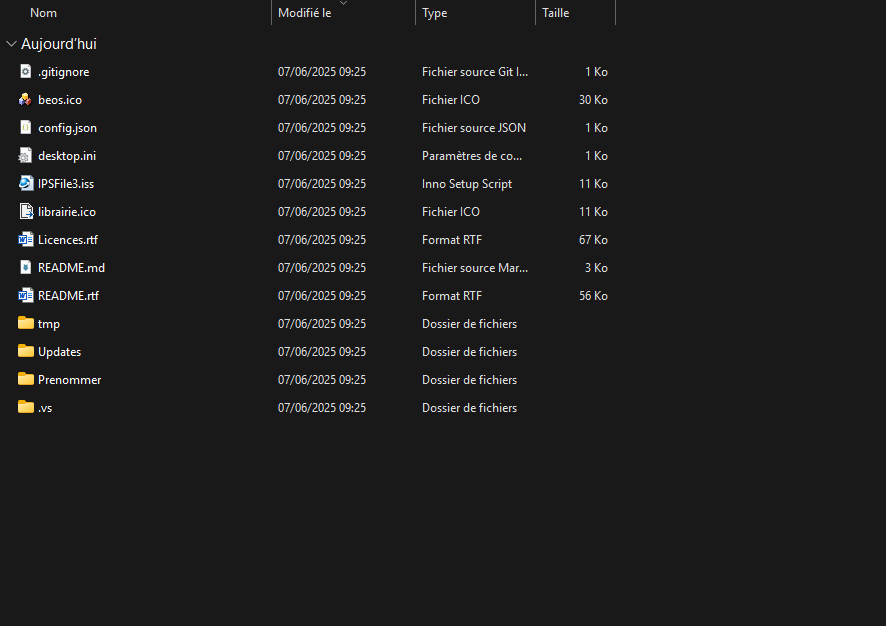 Nom Modifié le Type Taille
Aujourd'hui
.gitignore 07/06/2025 09:25 Fichier source Git I... 1 Ko
beos.ico 07/06/2025 09:25 Fichier ICO 30 Ko
config.json 07/06/2025 09:25 Fichier source JSON 1 Ko
desktop.ini 07/06/2025 09:25 Paramètres de co... 1 Ko
IPSFile3.iss 07/06/2025 09:25 Inno Setup Script 11 Ko
librairie.ico 07/06/2025 09:25 Fichier ICO 11 Ko
Licences.rtf 07/06/2025 09:25 Format RTF 67 Ko
README.md 07/06/2025 09:25 Fichier source Mar... 3 Ko
README.rtf 07/06/2025 09:25 Format RTF 56 Ko
tmp 07/06/2025 09:25 Dossier de fichiers
Updates 07/06/2025 09:25 Dossier de fichiers
Prenommer 07/06/2025 09:25 Dossier de fichiers
.vs 07/06/2025 09:25 Dossier de fichiers